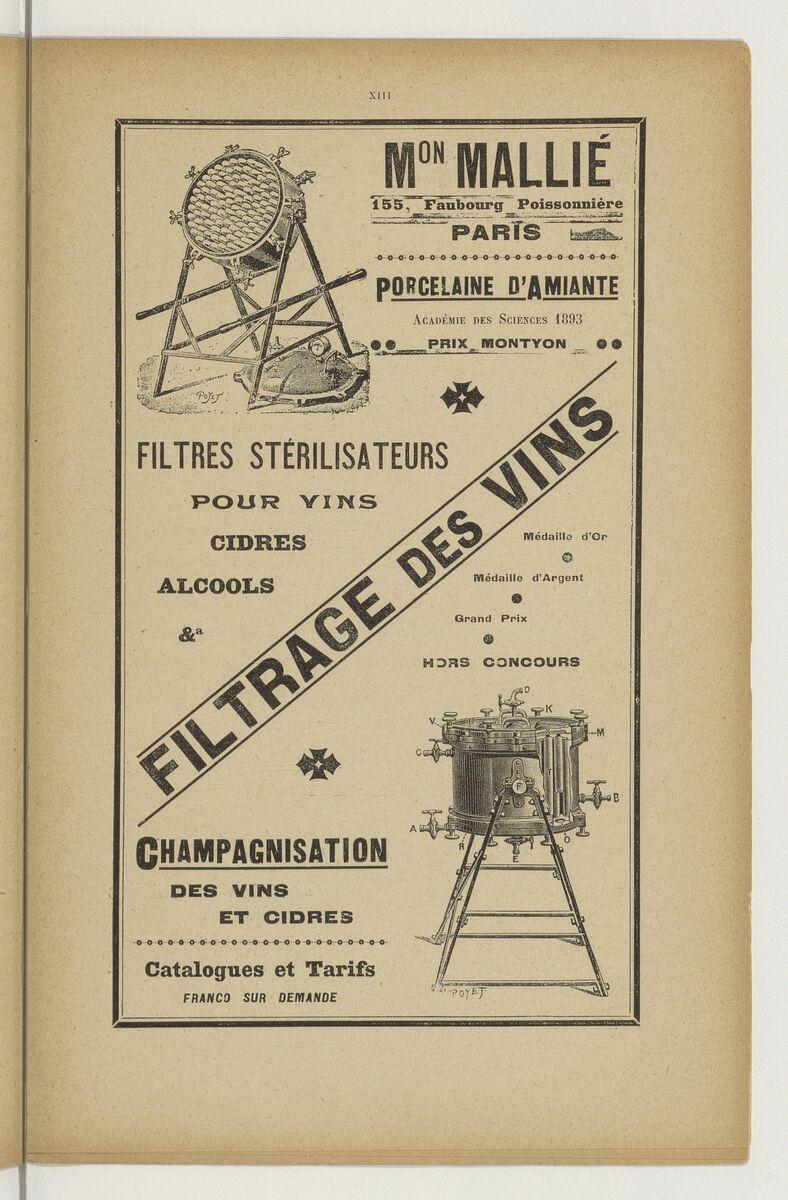 XIII
MON MALLIÉ
155, Faubourg Poissonnière
PARIS
PORCELAINE D'AMIANTE
ACADÉMIE DES SCIENCES 1893
PRIX MONTYON
POYET
FILTRES STÉRILISATEURS
POUR VINS
CIDRES
ALCOOLS
&a
FILTRAGE DES VINS
Médaille d'Or
Médaille d'Argent
Grand Prix
HORS CONCOURS
D
K
V
M
C
T
F
B
A
R
E
O
POYET
CHAMPAGNISATION
DES VINS
ET CIDRES
Catalogues et Tarifs
FRANCO SUR DEMANDE